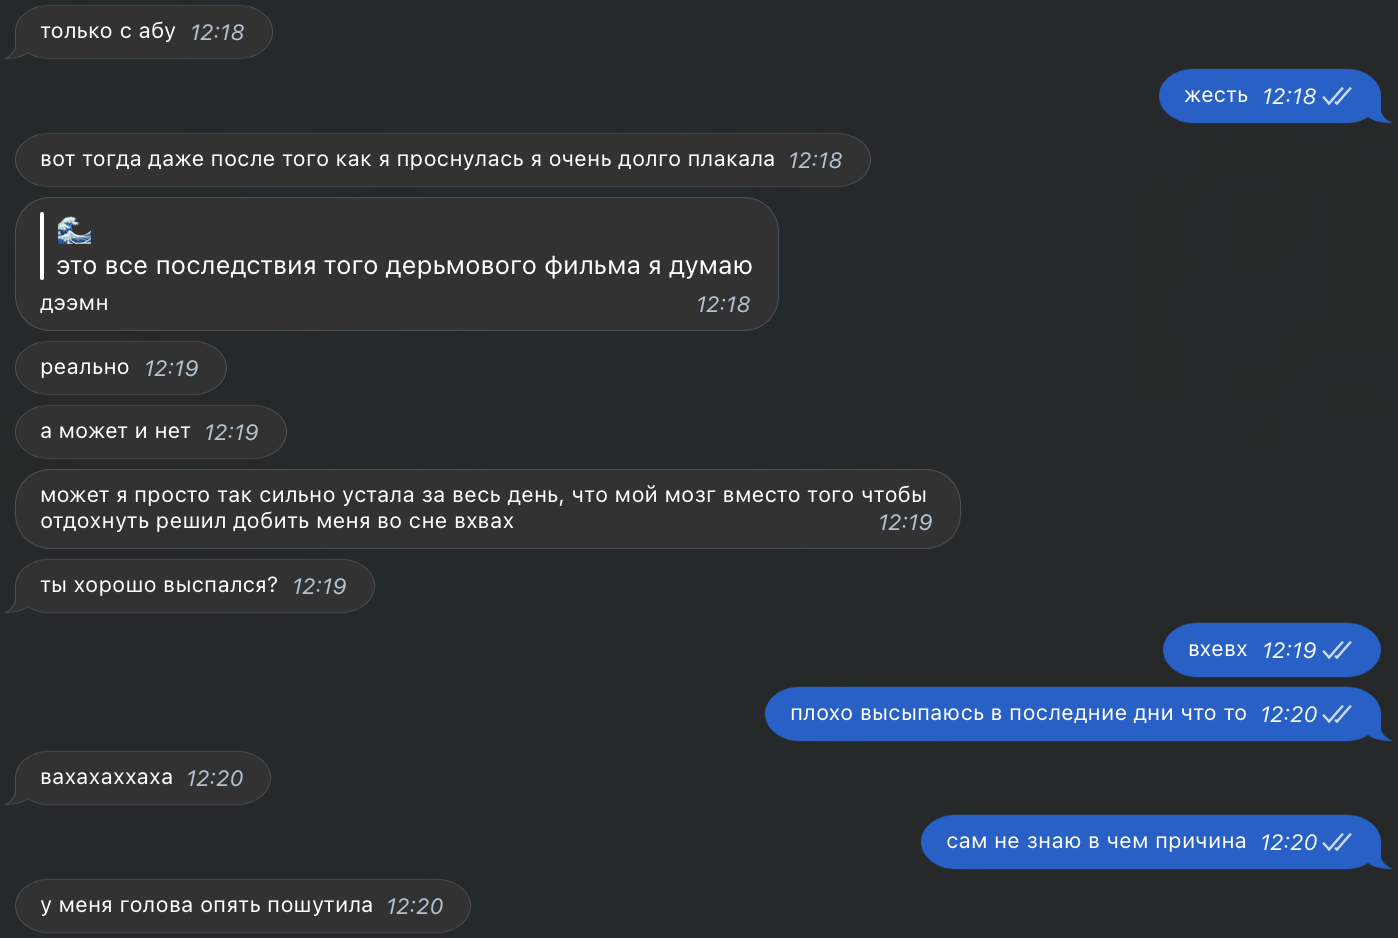 только с абу 12:18
жесть 12:18
вот тогда даже после того как я проснулась я очень долго плакала 12:18
🌊
это все последствия того дерьмового фильма я думаю
дээмн 12:18
реально 12:19
а может и нет 12:19
может я просто так сильно устала за весь день, что мой мозг вместо того чтобы
отдохнуть решил добить меня во сне вхвах 12:19
ты хорошо выспался? 12:19
вхевх 12:19
плохо высыпаюсь в последние дни что то 12:20
вахахаххаха 12:20
сам не знаю в чем причина 12:20
у меня голова опять пошутила 12:20